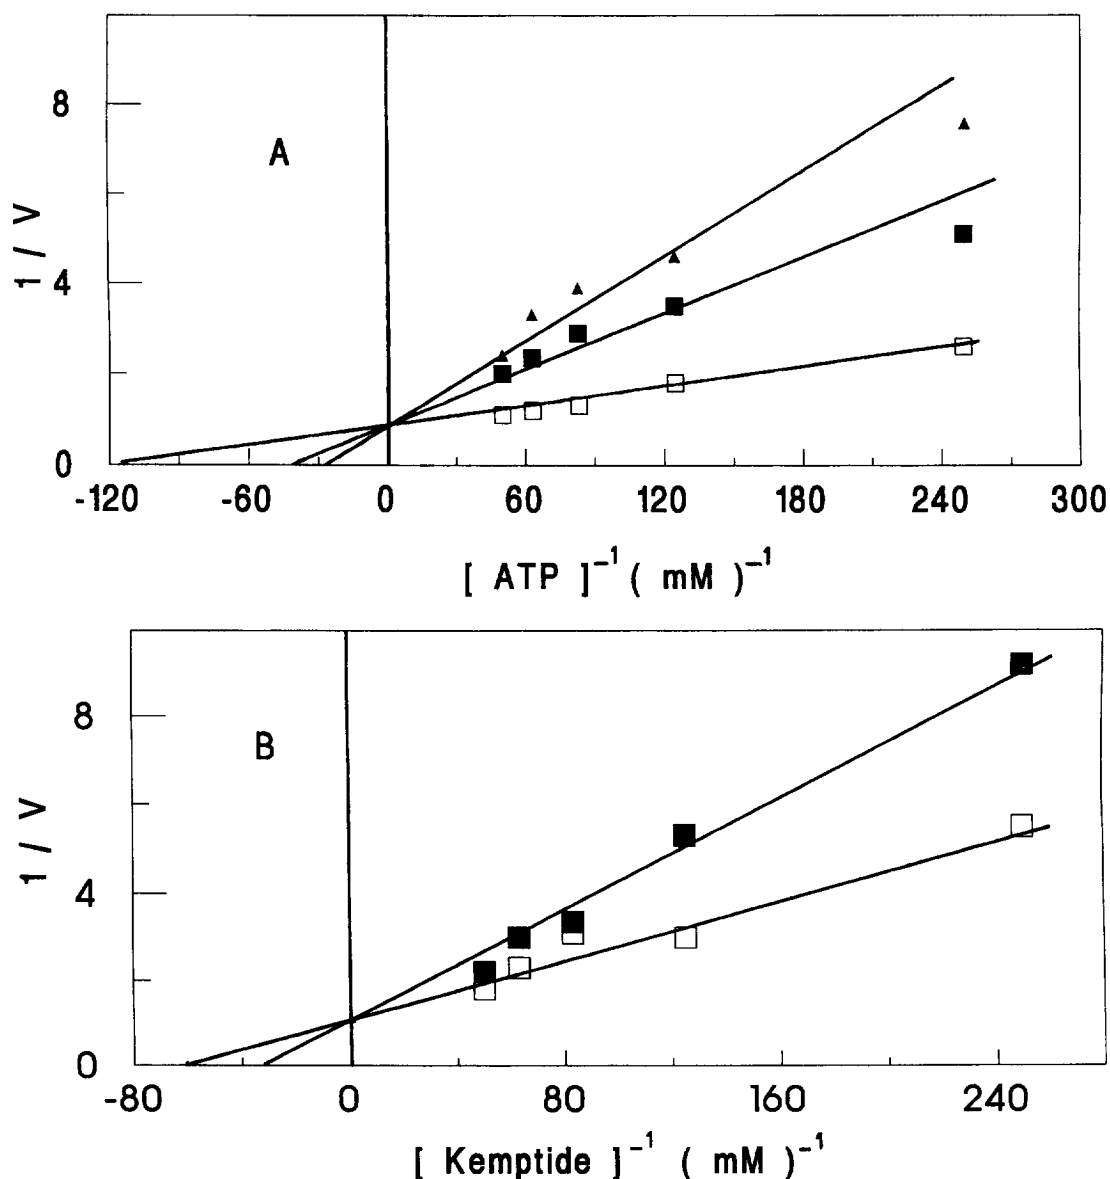 A
1 / V
8
4
0
-120 -60 0 60 120 180 240 300
[ ATP ]⁻¹ ( mM )⁻¹
B
1 / V
8
4
0
-80 0 80 160 240
[ Kemptide ]⁻¹ ( mM )⁻¹